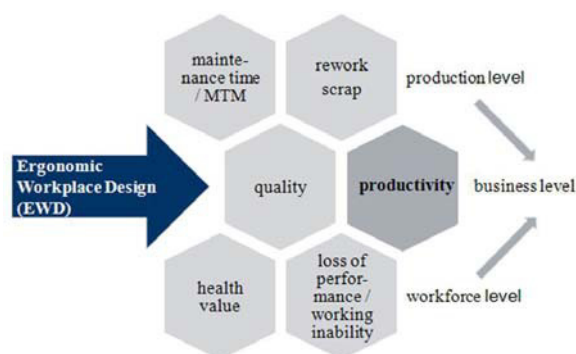 mainte-
nance time
/ MTM
rework
scrap
production level
Ergonomic
Workplace Design
(EWD)
quality
productivity
business level
health
value
loss of
perfor-
mance /
working
inability
workforce level